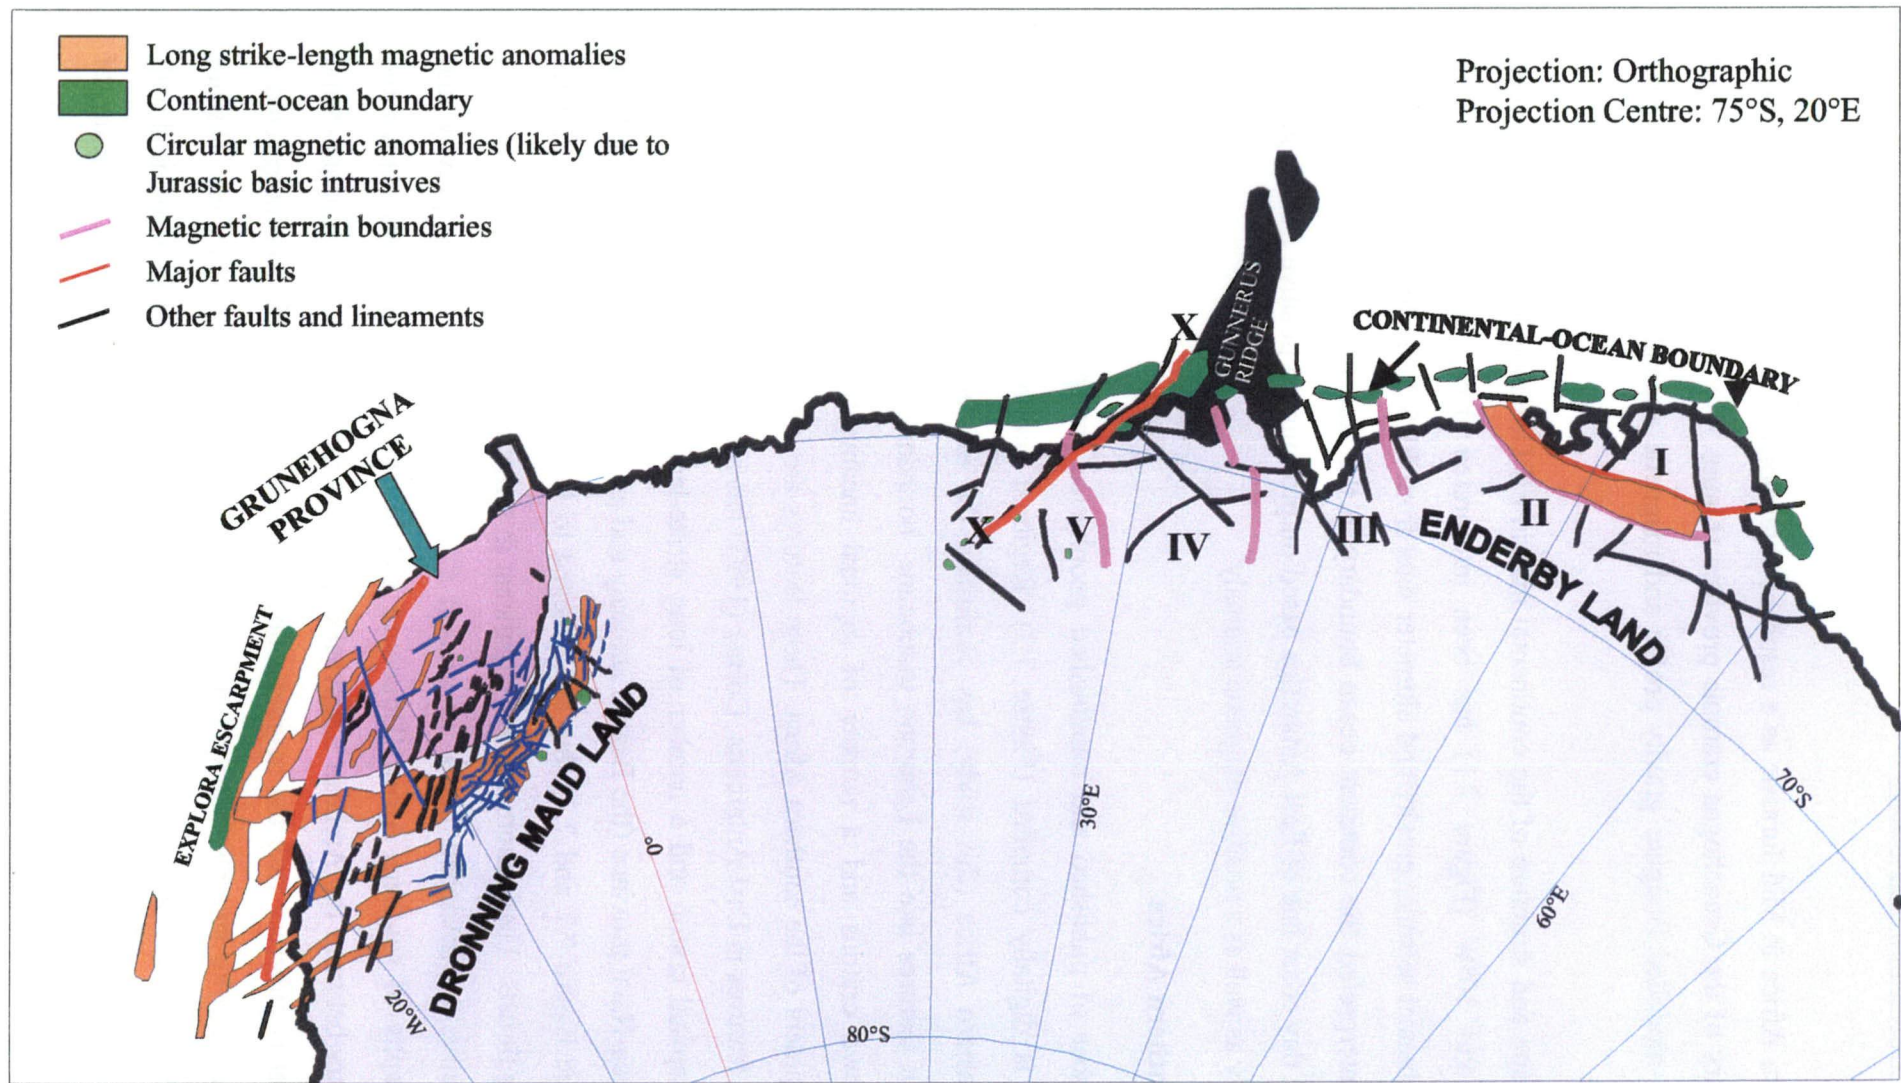 Long strike-length magnetic anomalies
Continent-ocean boundary
Circular magnetic anomalies (likely due to
Jurassic basic intrusives
Magnetic terrain boundaries
Major faults
Other faults and lineaments
Projection: Orthographic
Projection Centre: 75°S, 20°E
GUNNERUS
RIDGE
X
CONTINENTAL-OCEAN BOUNDARY
GRUNEHOGNA
PROVINCE
X
V
IV
III
II
I
ENDERBY LAND
EXPLORA ESCARPMENT
DRONNING MAUD LAND
0°
30°E
70°S
60°E
20°W
80°S